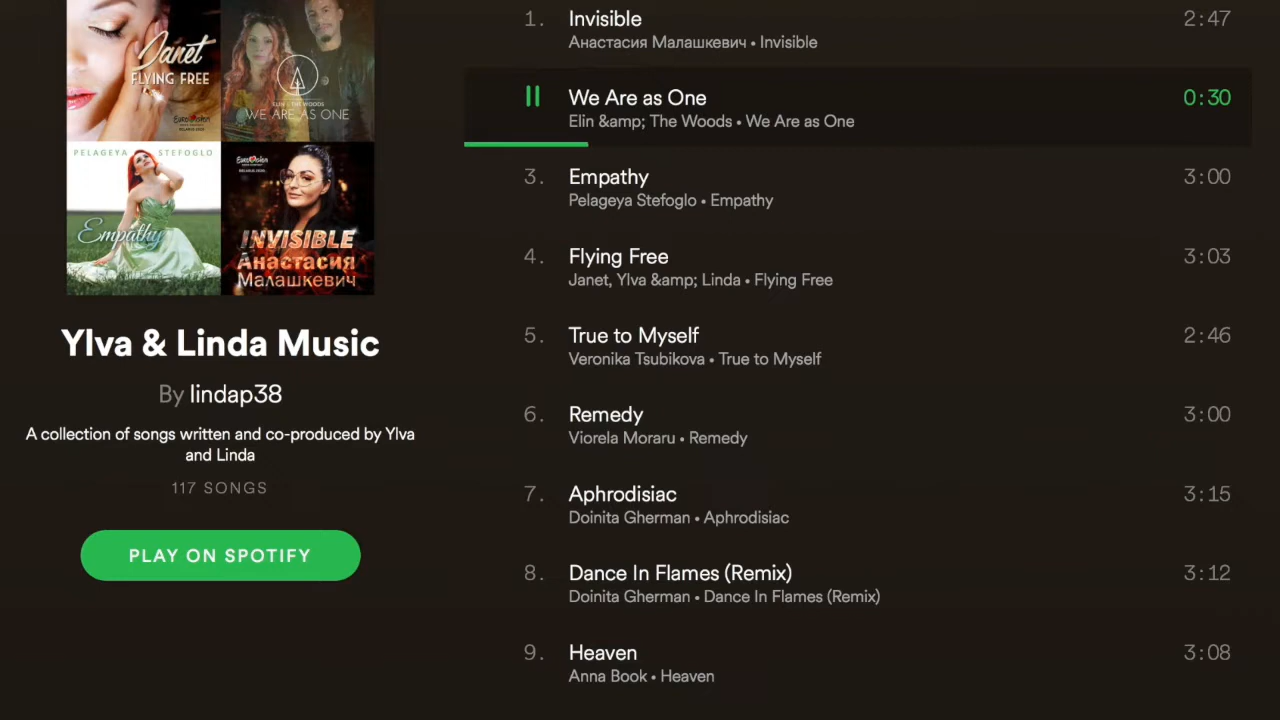 Janet
FLYING FREE
EUROVISION
ELIN & THE WOODS
WE ARE AS ONE
PELAGEYA STEFOGLO
Empathy
EUROVISION
INVISIBLE
Анастасия
Малашкевич
Ylva & Linda Music
By lindap38
A collection of songs written and co-produced by Ylva
and Linda
117 SONGS
PLAY ON SPOTIFY
1. Invisible 2:47
Анастасия Малашкевич • Invisible
We Are as One 0:30
Elin &amp; The Woods • We Are as One
3. Empathy 3:00
Pelageya Stefoglo • Empathy
4. Flying Free 3:03
Janet, Ylva &amp; Linda • Flying Free
5. True to Myself 2:46
Veronika Tsubikova • True to Myself
6. Remedy 3:00
Viorela Moraru • Remedy
7. Aphrodisiac 3:15
Doinita Gherman • Aphrodisiac
8. Dance In Flames (Remix) 3:12
Doinita Gherman • Dance In Flames (Remix)
9. Heaven 3:08
Anna Book • Heaven